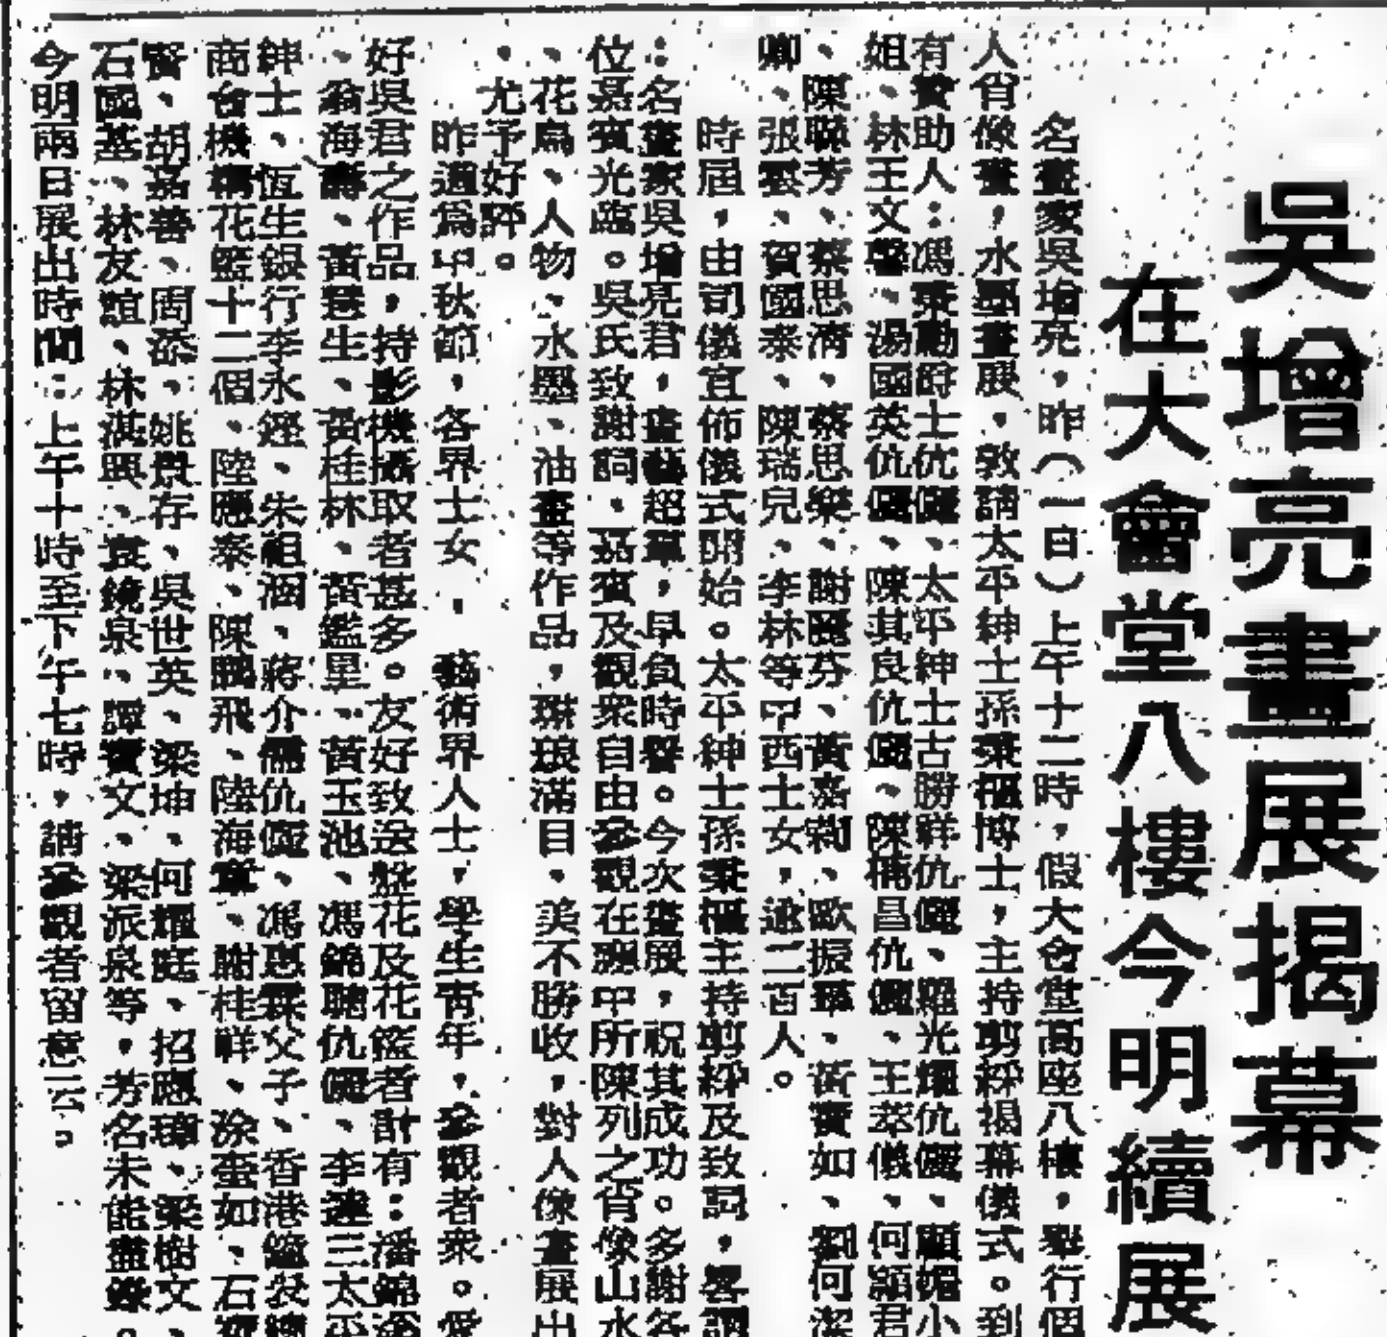 吳增亮畫展揭幕
在大會堂八樓今明續展
名畫家吳增亮，昨（一日）上午十二時，假大會堂高座八樓，舉行個
人肖像畫，水墨畫展，敦請太平紳士孫秉樞博士，主持剪綵揭幕儀式。到
有贊助人：馮秉勳爵士伉儷、太平紳士古勝祥伉儷、羅光耀伉儷、顧媚小
姐、林王文馨、湯國英伉儷、陳其良伉儷、陳橋昌伉儷、王萃儀、何韻君
、陳聯芳、蔡思濟、蔡思樂、謝麗芬、黃嘉莉、歐振華、黃寶如、劉何潔
卿、張雲、賀國泰、陳瑞兒、李林等中西士女，逾二百人。
時屆，由司儀宣佈儀式開始。太平紳士孫秉樞主持剪綵及致詞，畧謂
：名畫家吳增亮君，畫藝超羣，早負時譽。今次畫展，祝其成功。多謝各
位嘉賓光臨。吳氏致謝詞，嘉賓及觀衆自由參觀在廳中所陳列之肖像山水
、花鳥、人物、水墨、油畫等作品，琳琅滿目，美不勝收，對人像畫展出
，尤予好評。
昨適爲中秋節，各界士女，藝術界人士，學生青年，參觀者衆。愛
好吳君之作品，持影機攝取者甚多。友好致送盤花及花籃者計有：潘錦
、翁海壽、黃慧生、黃桂林、黃鑑星、黃玉池、馮錦聰伉儷、李連三太平
紳士、恆生銀行李永鏗、朱祖涵、蔣介儒伉儷、馮惠霖父子、香港鐘表
商台機構花籃十二個、陸應泰、陳鵬飛、陸海章、謝桂祥、涂蛮如、石
賢、胡嘉善、周添、姚景存、吳世英、梁坤、何耀庭、招應璋、梁樹文、
石國基、林友誼、林湛興、袁鏡泉、譚寶文、梁派泉等，芳名未能盡錄。
今明兩日展出時間：上午十時至下午七時，請參觀者留意云。